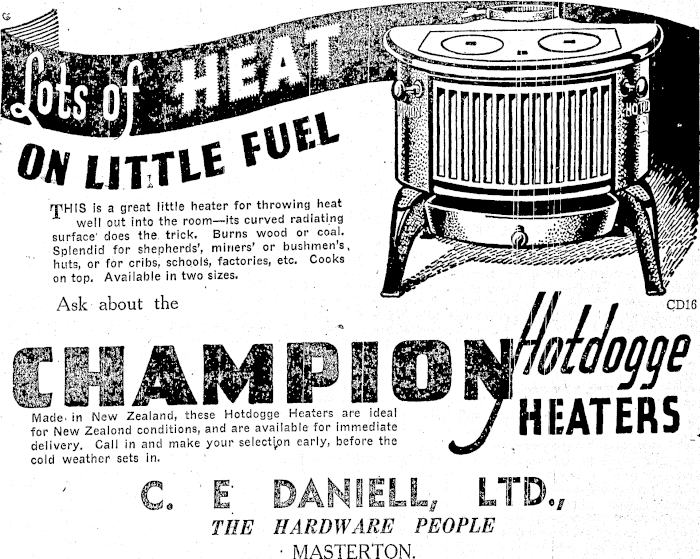 Lots of HEAT
ON LITTLE FUEL
THIS is a great little heater for throwing heat
well out into the room—its curved radiating
surface does the trick. Burns wood or coal.
Splendid for shepherds', miners' or bushmen's,
huts, or for cribs, schools, factories, etc. Cooks
on top. Available in two sizes.
Ask about the
CD16
CHAMPION Hotdogge
HEATERS
Made in New Zealand, these Hotdogge Heaters are ideal
for New Zealond conditions, and are available for immediate
delivery. Call in and make your selection early, before the
cold weather sets in.
C. E DANIELL, LTD.,
THE HARDWARE PEOPLE
MASTERTON.